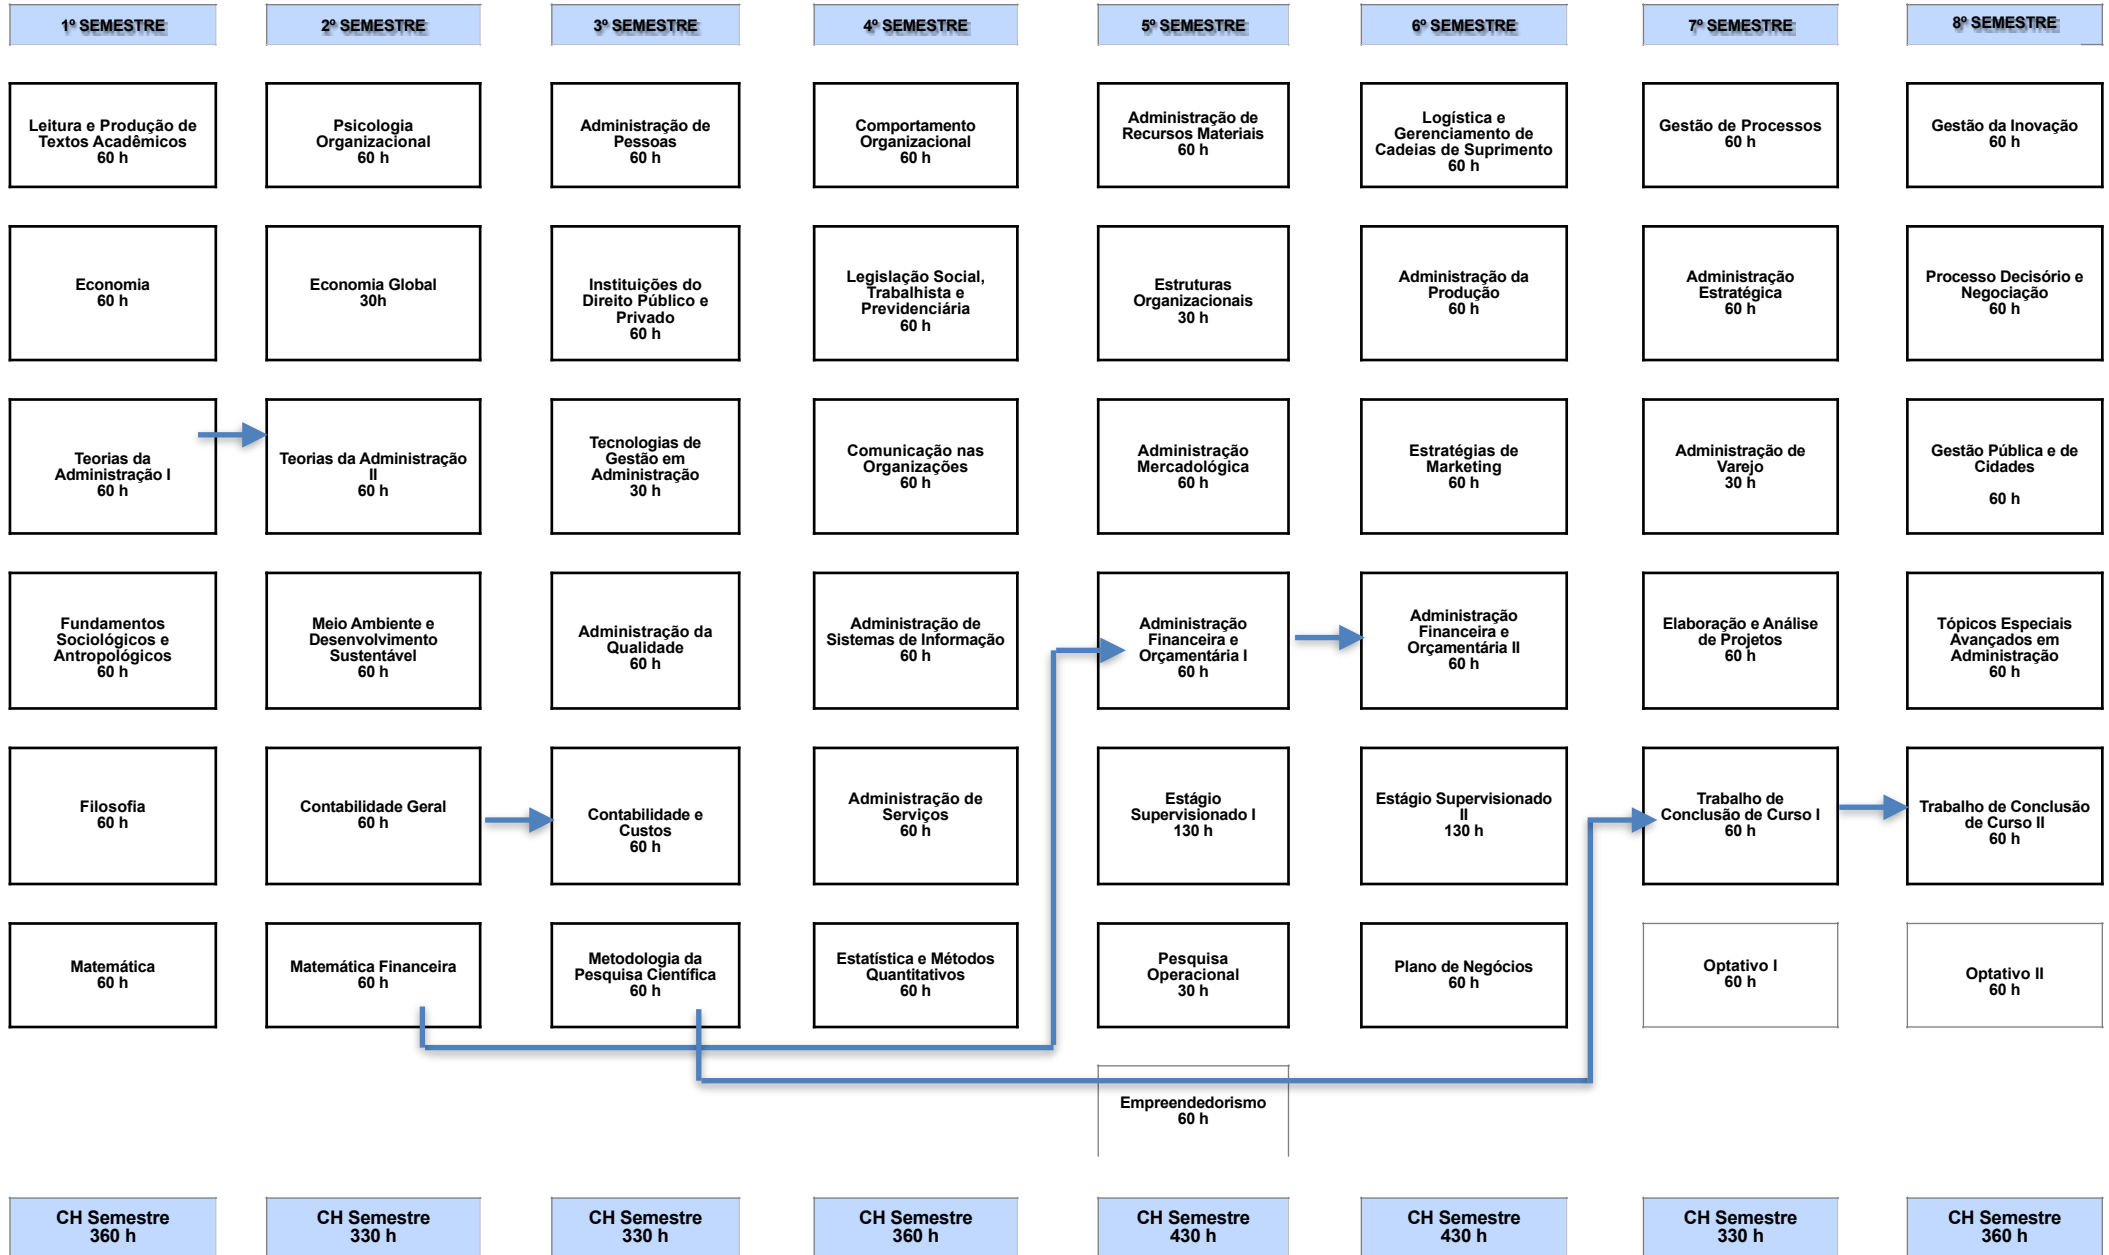 1º SEMESTRE
2º SEMESTRE
3º SEMESTRE
4º SEMESTRE
5º SEMESTRE
6º SEMESTRE
7º SEMESTRE
8º SEMESTRE
Leitura e Produção de
Textos Acadêmicos
60 h
Psicologia
Organizacional
60 h
Administração de
Pessoas
60 h
Comportamento
Organizacional
60 h
Administração de
Recursos Materiais
60 h
Logística e
Gerenciamento de
Cadeias de Suprimento
60 h
Gestão de Processos
60 h
Gestão da Inovação
60 h
Economia
60 h
Economia Global
30h
Instituições do
Direito Público e
Privado
60 h
Legislação Social,
Trabalhista e
Previdenciária
60 h
Estruturas
Organizacionais
30 h
Administração da
Produção
60 h
Administração
Estratégica
60 h
Processo Decisório e
Negociação
60 h
Teorias da
Administração I
60 h
Teorias da Administração
II
60 h
Tecnologias de
Gestão em
Administração
30 h
Comunicação nas
Organizações
60 h
Administração
Mercadológica
60 h
Estratégias de
Marketing
60 h
Administração de
Varejo
30 h
Gestão Pública e de
Cidades
60 h
Fundamentos
Sociológicos e
Antropológicos
60 h
Meio Ambiente e
Desenvolvimento
Sustentável
60 h
Administração da
Qualidade
60 h
Administração de
Sistemas de Informação
60 h
Administração
Financeira e
Orçamentária I
60 h
Administração
Financeira e
Orçamentária II
60 h
Elaboração e Análise
de Projetos
60 h
Tópicos Especiais
Avançados em
Administração
60 h
Filosofia
60 h
Contabilidade Geral
60 h
Contabilidade e
Custos
60 h
Administração de
Serviços
60 h
Estágio
Supervisionado I
130 h
Estágio Supervisionado
II
130 h
Trabalho de
Conclusão de Curso I
60 h
Trabalho de Conclusão
de Curso II
60 h
Matemática
60 h
Matemática Financeira
60 h
Metodologia da
Pesquisa Científica
60 h
Estatística e Métodos
Quantitativos
60 h
Pesquisa
Operacional
30 h
Plano de Negócios
60 h
Optativo I
60 h
Optativo II
60 h
Empreendedorismo
60 h
CH Semestre
360 h
CH Semestre
330 h
CH Semestre
330 h
CH Semestre
360 h
CH Semestre
430 h
CH Semestre
430 h
CH Semestre
330 h
CH Semestre
360 h